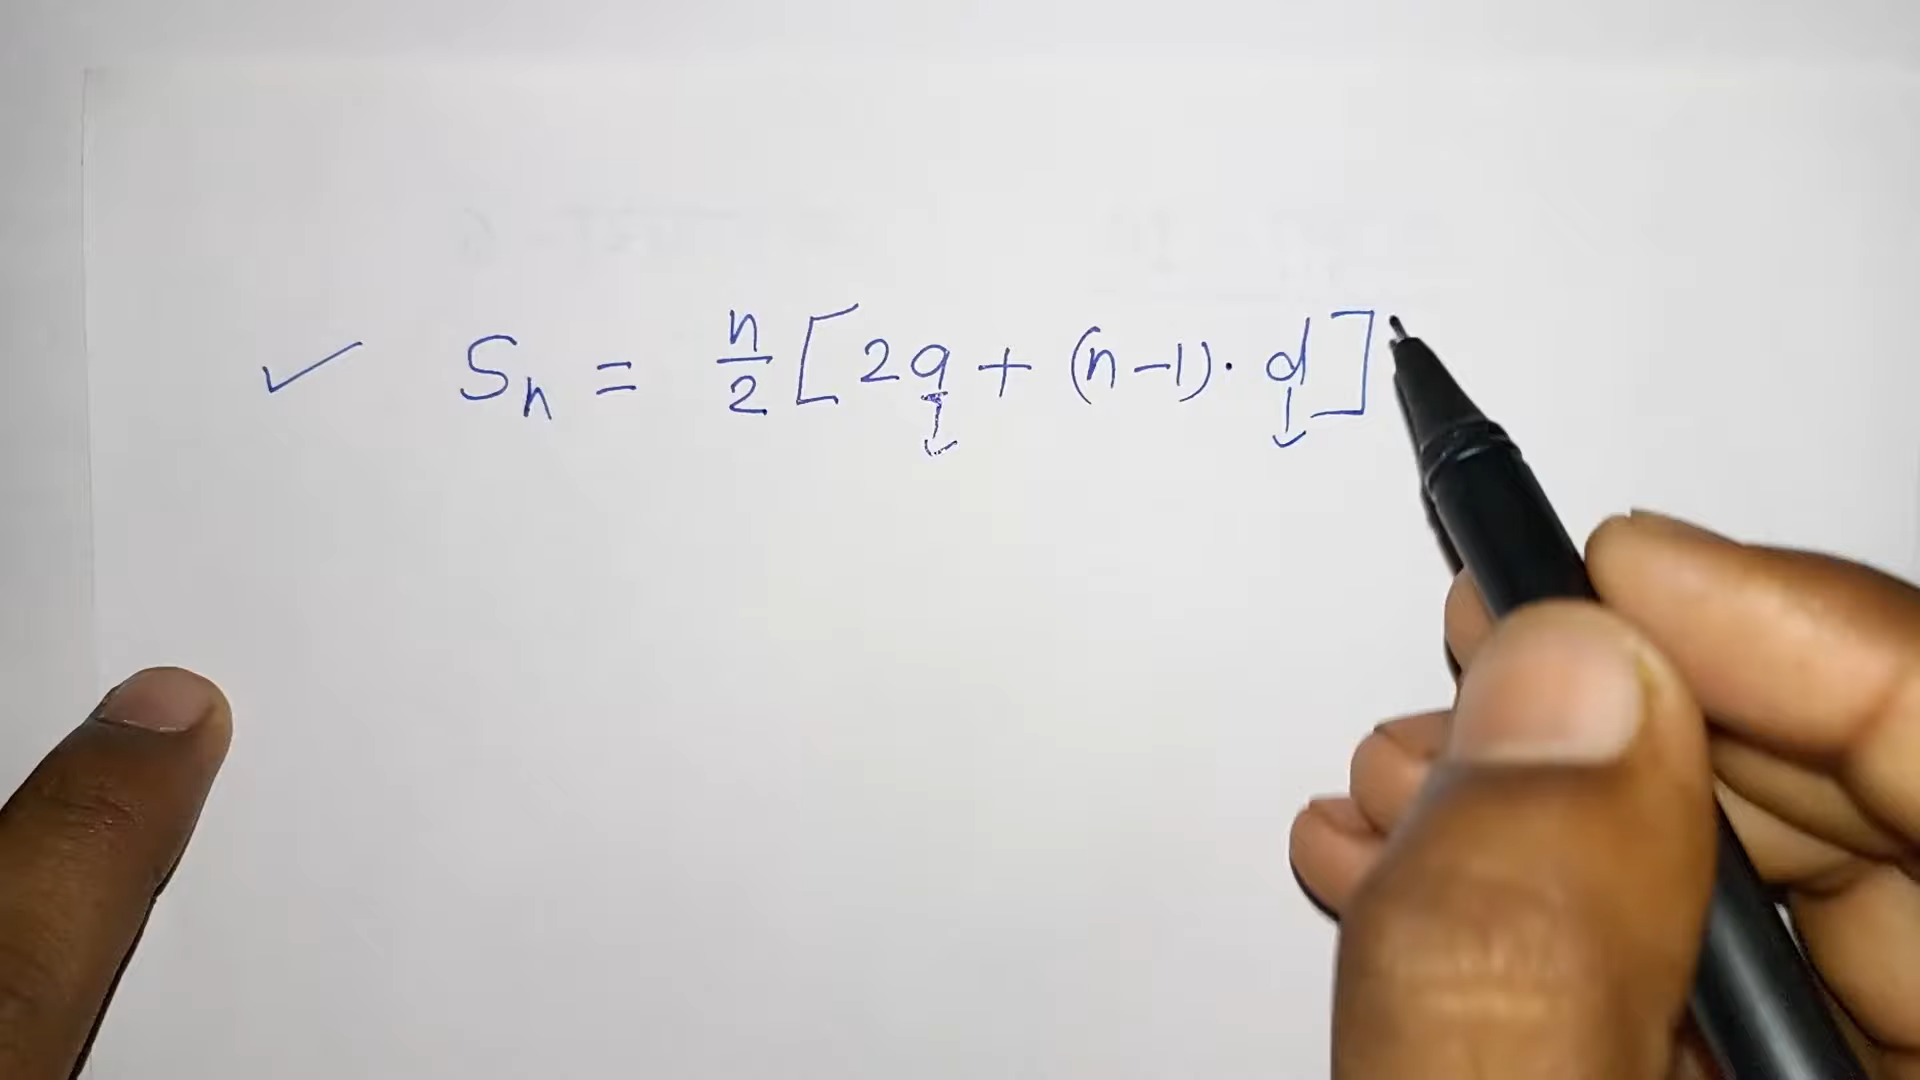 ✓ Sₙ = n/2 [2a + (n-1)·d]